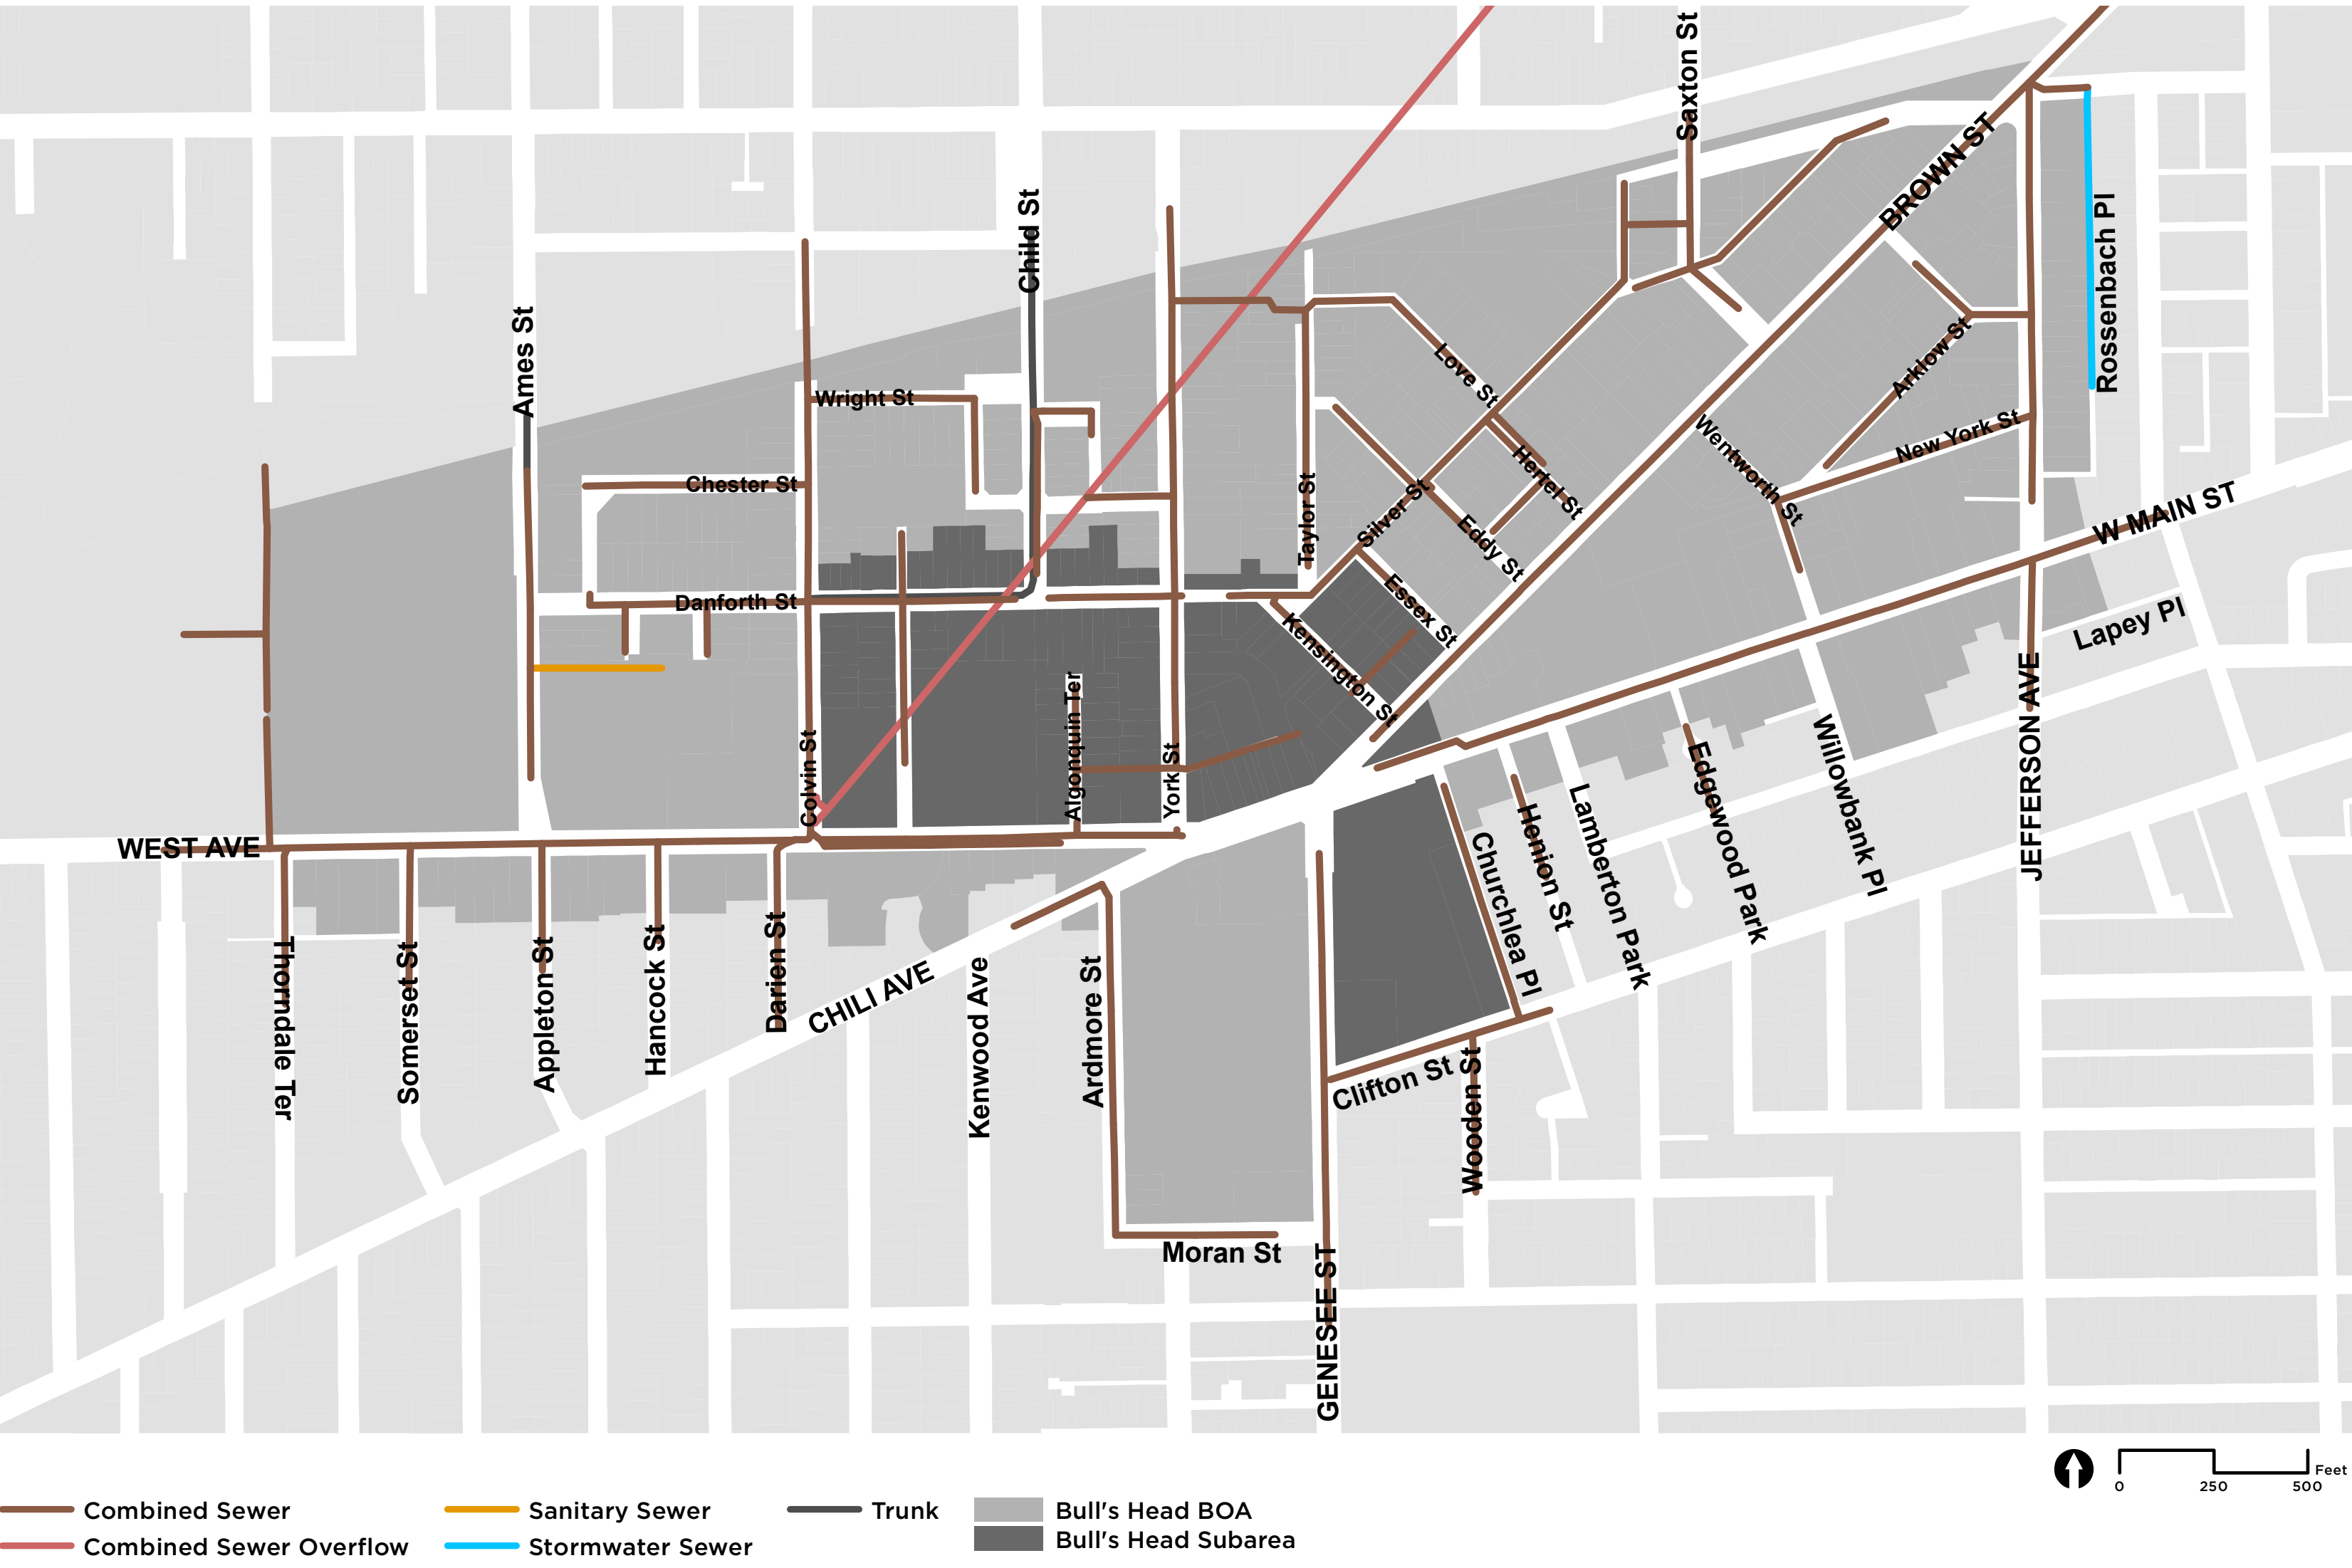 Saxton St
BROWN ST
Child St
Rossenbach Pl
Ames St
Love St
Arklow St
Wright St
New York St
Wentworth St
Hertel St
Chester St
Taylor St
Silver St
Eddy St
W MAIN ST
Danforth St
Essex St
Kensington St
Lapey Pl
JEFFERSON AVE
Algonquin Ter
Colvin St
York St
WEST AVE
Edgewood Park
Willowbank Pl
Lamberton Park
Henion St
Churchlea Pl
Thorndale Ter
Somerset St
Appleton St
Hancock St
Darien St
CHILI AVE
Kenwood Ave
Ardmore St
Clifton St
Wooden St
Moran St
GENESEE ST
Combined Sewer
Combined Sewer Overflow
Sanitary Sewer
Stormwater Sewer
Trunk
Bull's Head BOA
Bull's Head Subarea
Feet
0 250 500